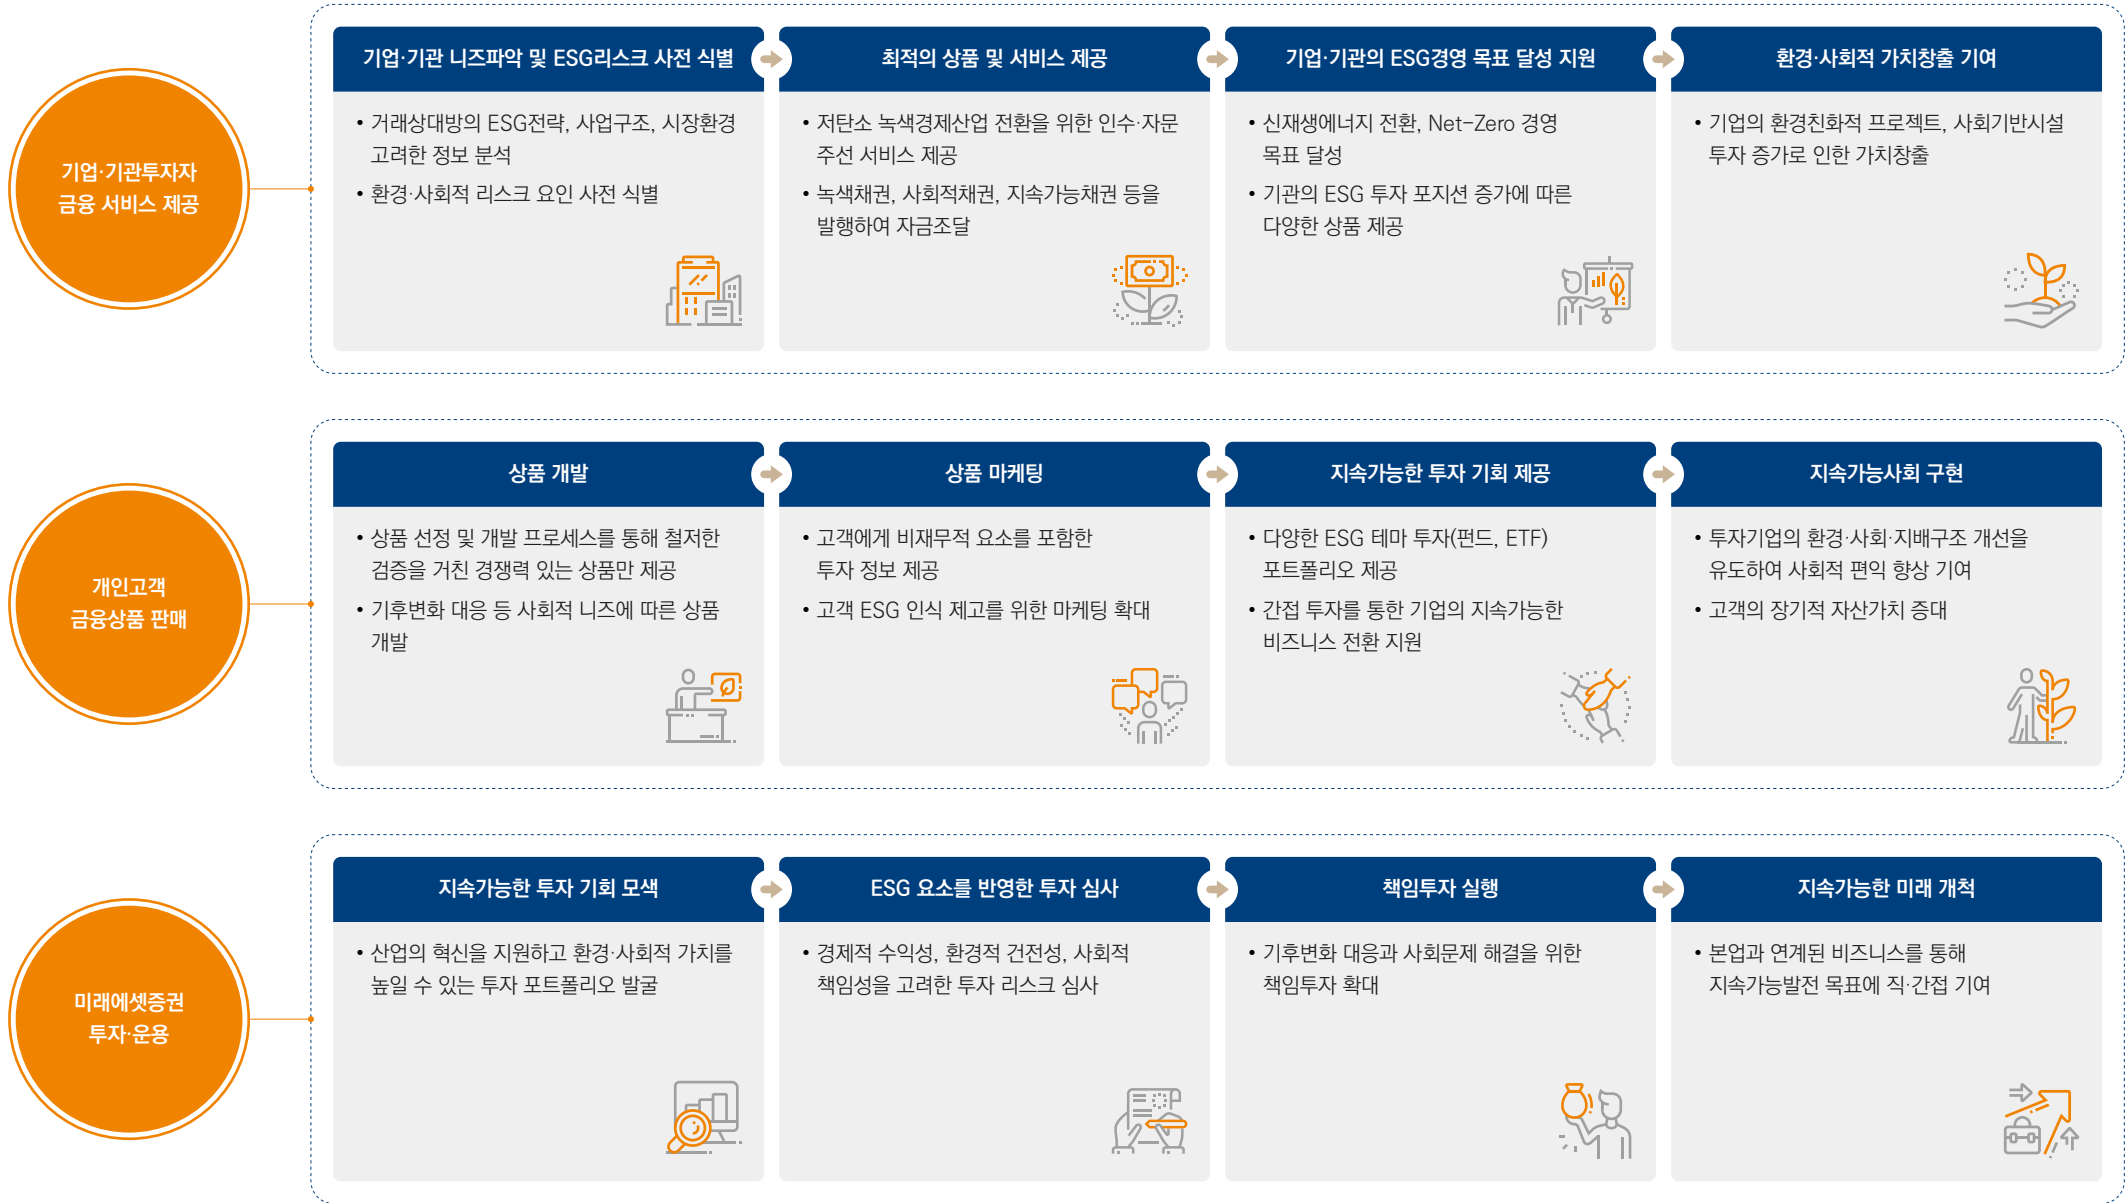 기업·기관투자자
금융 서비스 제공
기업·기관 니즈파악 및 ESG리스크 사전 식별
• 거래상대방의 ESG전략, 사업구조, 시장환경
고려한 정보 분석
• 환경·사회적 리스크 요인 사전 식별
최적의 상품 및 서비스 제공
• 저탄소 녹색경제산업 전환을 위한 인수·자문
주선 서비스 제공
• 녹색채권, 사회적채권, 지속가능채권 등을
발행하여 자금조달
기업·기관의 ESG경영 목표 달성 지원
• 신재생에너지 전환, Net-Zero 경영
목표 달성
• 기관의 ESG 투자 포지션 증가에 따른
다양한 상품 제공
환경·사회적 가치창출 기여
• 기업의 환경친화적 프로젝트, 사회기반시설
투자 증가로 인한 가치창출
개인고객
금융상품 판매
상품 개발
• 상품 선정 및 개발 프로세스를 통해 철저한
검증을 거친 경쟁력 있는 상품만 제공
• 기후변화 대응 등 사회적 니즈에 따른 상품
개발
상품 마케팅
• 고객에게 비재무적 요소를 포함한
투자 정보 제공
• 고객 ESG 인식 제고를 위한 마케팅 확대
지속가능한 투자 기회 제공
• 다양한 ESG 테마 투자(펀드, ETF)
포트폴리오 제공
• 간접 투자를 통한 기업의 지속가능한
비즈니스 전환 지원
지속가능사회 구현
• 투자기업의 환경·사회·지배구조 개선을
유도하여 사회적 편익 향상 기여
• 고객의 장기적 자산가치 증대
미래에셋증권
투자·운용
지속가능한 투자 기회 모색
• 산업의 혁신을 지원하고 환경·사회적 가치를
높일 수 있는 투자 포트폴리오 발굴
ESG 요소를 반영한 투자 심사
• 경제적 수익성, 환경적 건전성, 사회적
책임성을 고려한 투자 리스크 심사
책임투자 실행
• 기후변화 대응과 사회문제 해결을 위한
책임투자 확대
지속가능한 미래 개척
• 본업과 연계된 비즈니스를 통해
지속가능발전 목표에 직·간접 기여